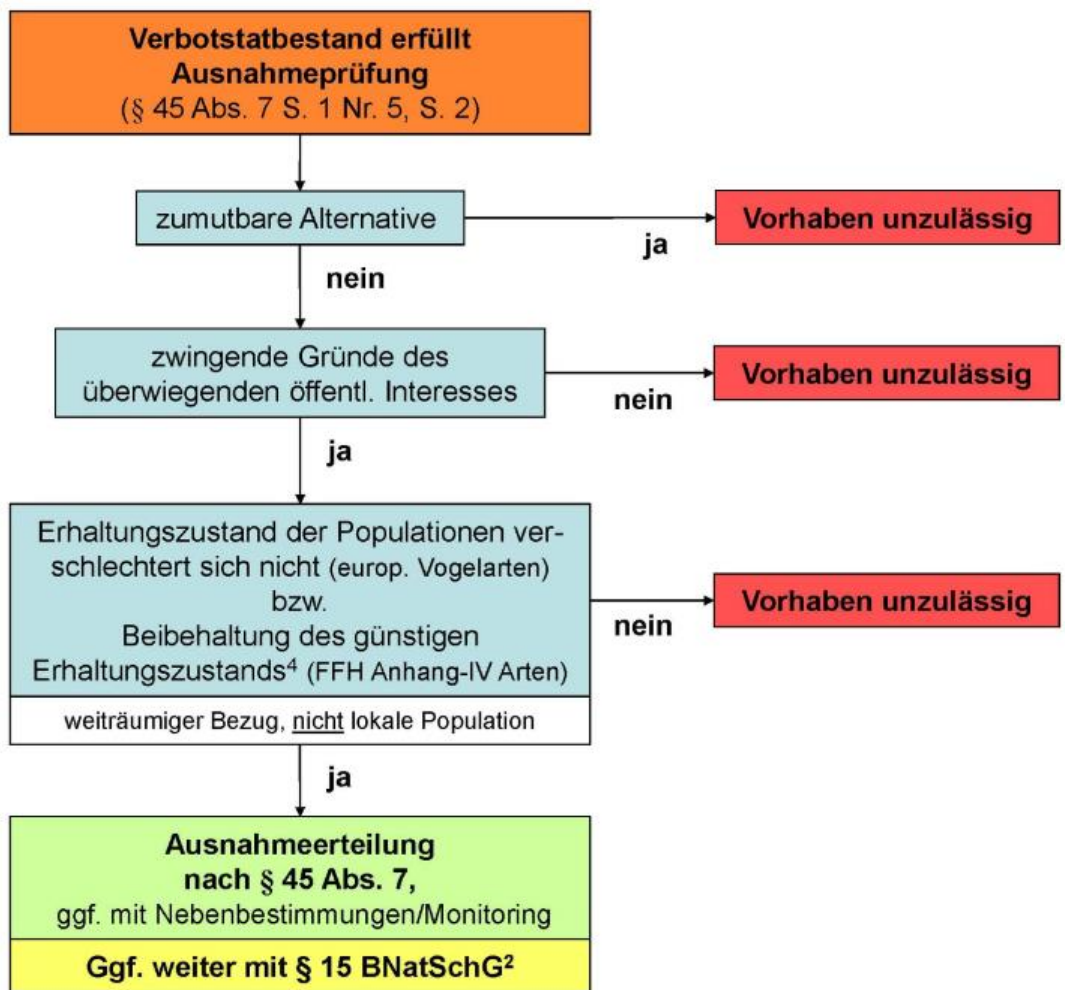 Verbotstatbestand erfüllt
Ausnahmeprüfung
(§ 45 Abs. 7 S. 1 Nr. 5, S. 2)
zumutbare Alternative
ja
Vorhaben unzulässig
nein
zwingende Gründe des
überwiegenden öffentl. Interesses
nein
Vorhaben unzulässig
ja
Erhaltungszustand der Populationen ver-
schlechtert sich nicht (europ. Vogelarten)
bzw.
Beibehaltung des günstigen
Erhaltungszustands⁴ (FFH Anhang-IV Arten)
weiträumiger Bezug, nicht lokale Population
nein
Vorhaben unzulässig
ja
Ausnahmeerteilung
nach § 45 Abs. 7,
ggf. mit Nebenbestimmungen/Monitoring
Ggf. weiter mit § 15 BNatSchG²